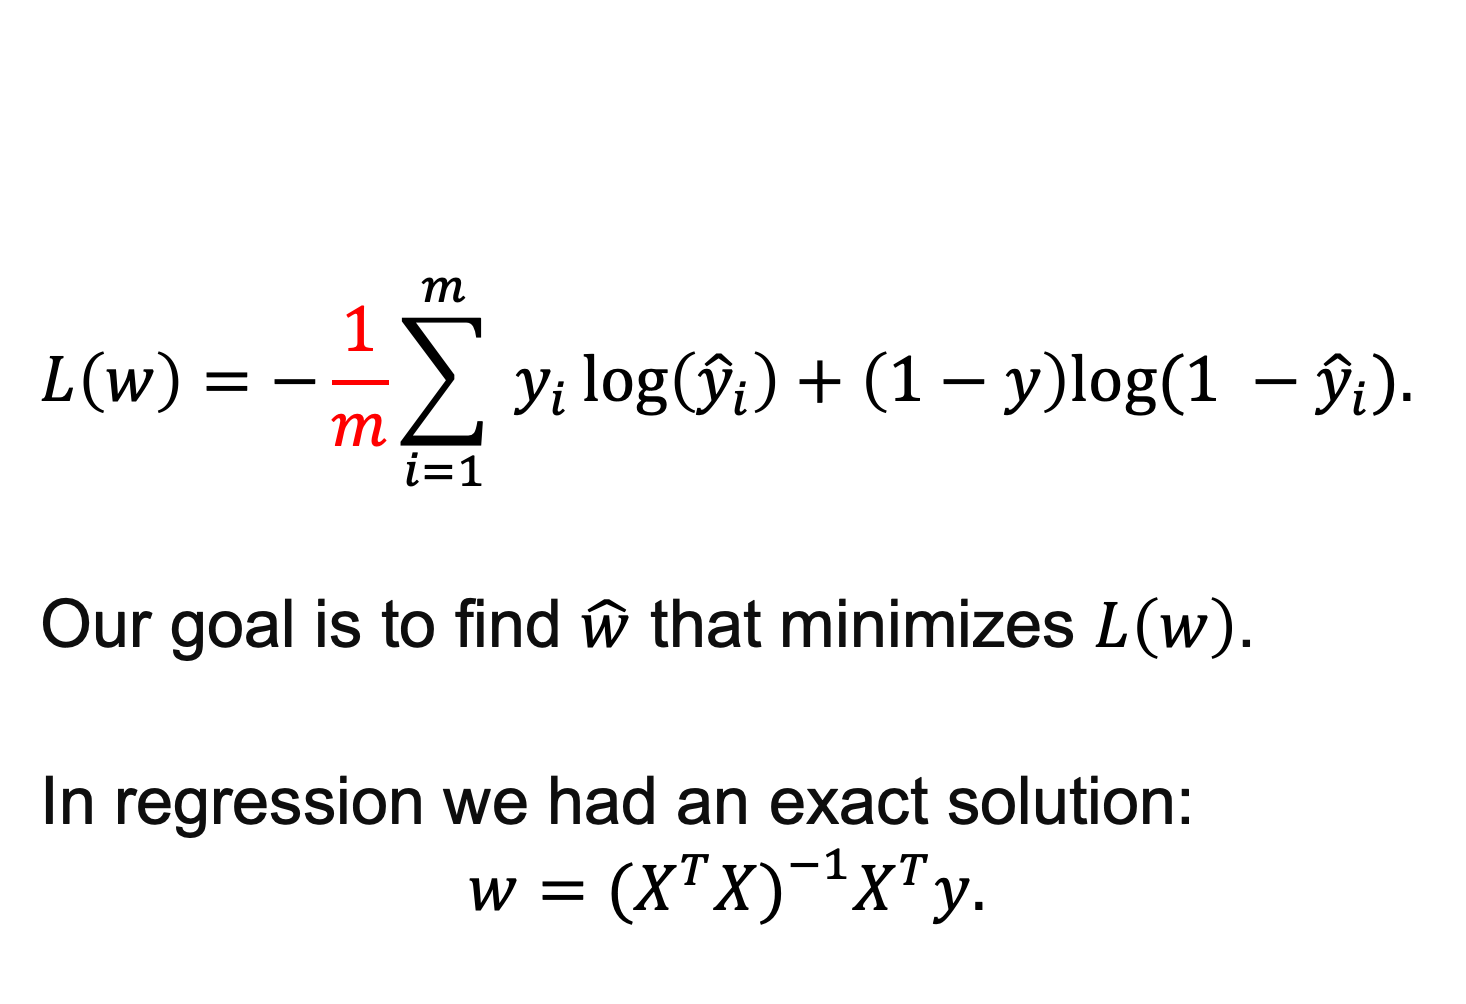 L(w) = −1/m ∑_{i=1}^{m} y_i log(ŷ_i) + (1 − y)log(1 − ŷ_i).
Our goal is to find ŵ that minimizes L(w).
In regression we had an exact solution:
w = (X^T X)^{−1} X^T y.